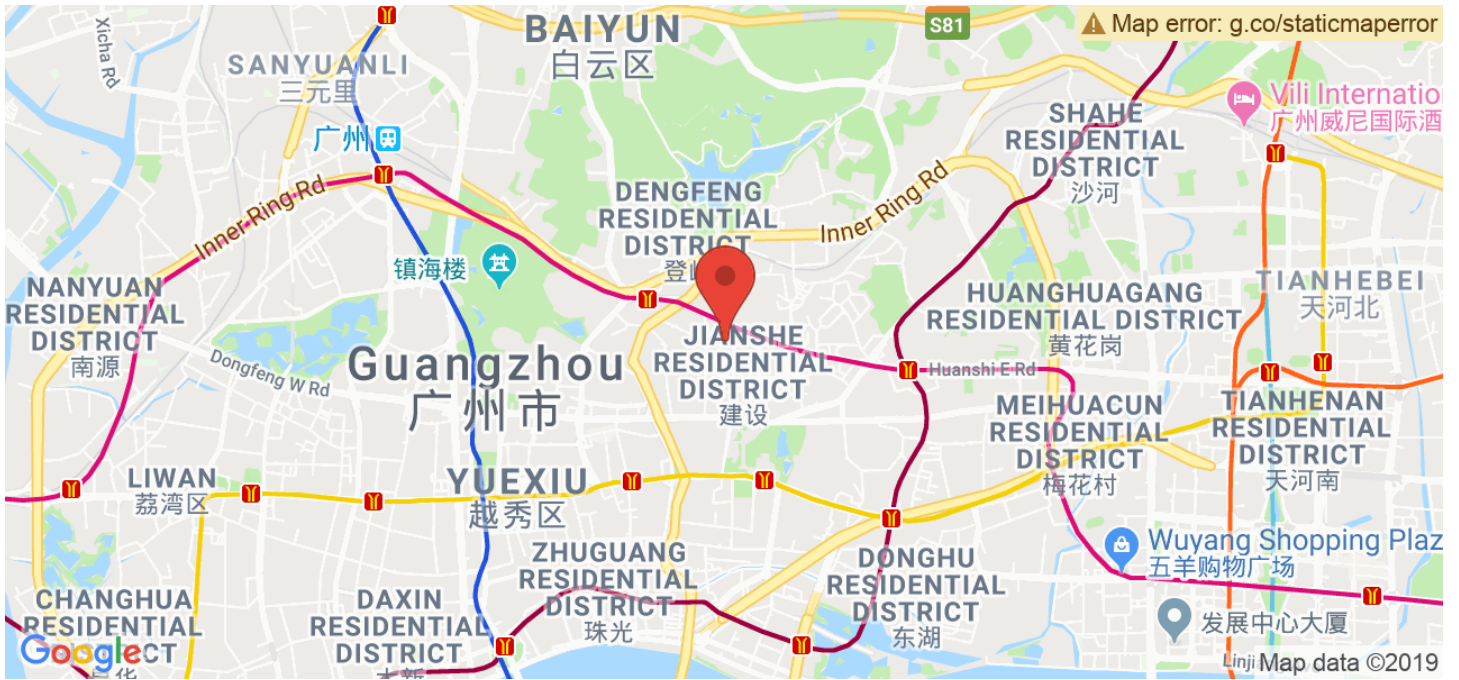 Xicha Rd
BAIYUN
白云区
S81
Map error: g.co/staticmaperror
SANYUANLI
三元里
广州
Vili Internatio
广州威尼国际酒
SHAHE
RESIDENTIAL
DISTRICT
沙河
Inner Ring Rd
DENGFENG
RESIDENTIAL
DISTRICT
登
Inner Ring Rd
镇海楼
NANYUAN
RESIDENTIAL
DISTRICT
南源
TIANHEBEI
天河北
HUANGHUAGANG
RESIDENTIAL DISTRICT
黄花岗
JIANSHE
RESIDENTIAL
DISTRICT
建设
Guangzhou
广州市
Dongfeng W Rd
Huanshi E Rd
MEIHUACUN
RESIDENTIAL
DISTRICT
梅花村
TIANHENAN
RESIDENTIAL
DISTRICT
天河南
LIWAN
荔湾区
YUEXIU
越秀区
Wuyang Shopping Plaz
五羊购物广场
ZHUGUANG
RESIDENTIAL
DISTRICT
珠光
DONGHU
RESIDENTIAL
DISTRICT
东湖
CHANGHUA
RESIDENTIAL
CT
DAXIN
RESIDENTIAL
DISTRICT
发展中心大厦
Google
Linji
Map data ©2019